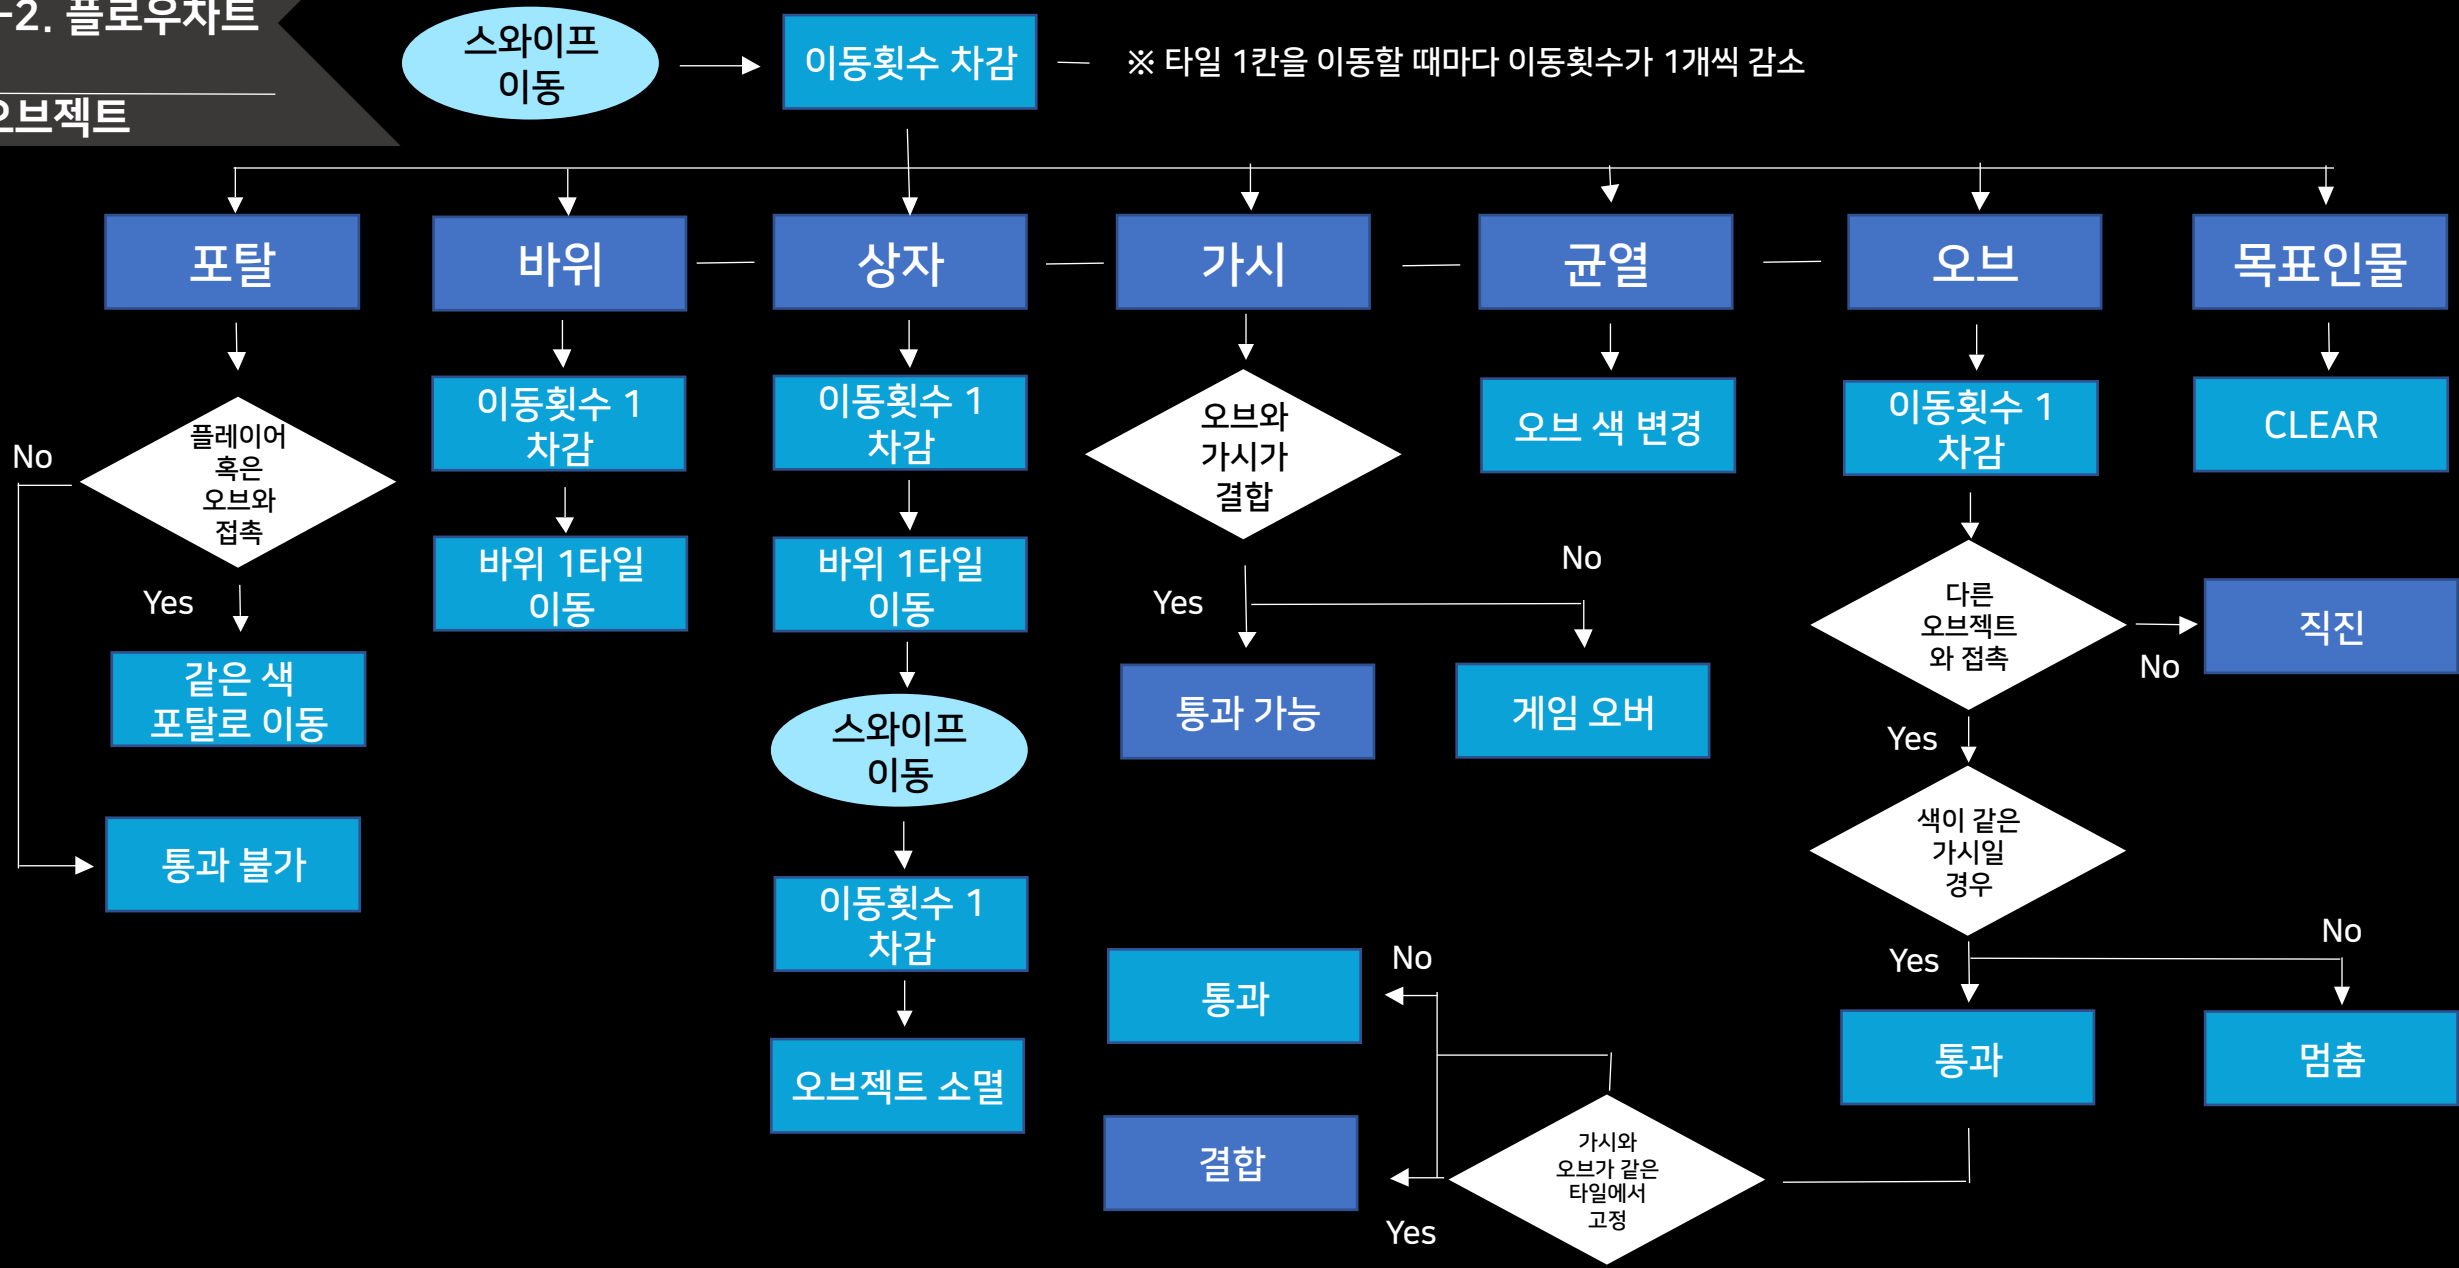 -2. 플로우차트
오브젝트
스와이프
이동
이동횟수 차감
※ 타일 1칸을 이동할 때마다 이동횟수가 1개씩 감소
포탈
바위
상자
가시
균열
오브
목표인물
플레이어
혹은
오브와
접촉
No
Yes
같은 색
포탈로 이동
통과 불가
이동횟수 1
차감
바위 1타일
이동
이동횟수 1
차감
바위 1타일
이동
스와이프
이동
이동횟수 1
차감
오브젝트 소멸
오브와
가시가
결합
Yes
No
통과 가능
게임 오버
오브 색 변경
이동횟수 1
차감
다른
오브젝트
와 접촉
No
직진
Yes
색이 같은
가시일
경우
Yes
No
통과
멈춤
가시와
오브가 같은
타일에서
고정
No
통과
Yes
결합
CLEAR